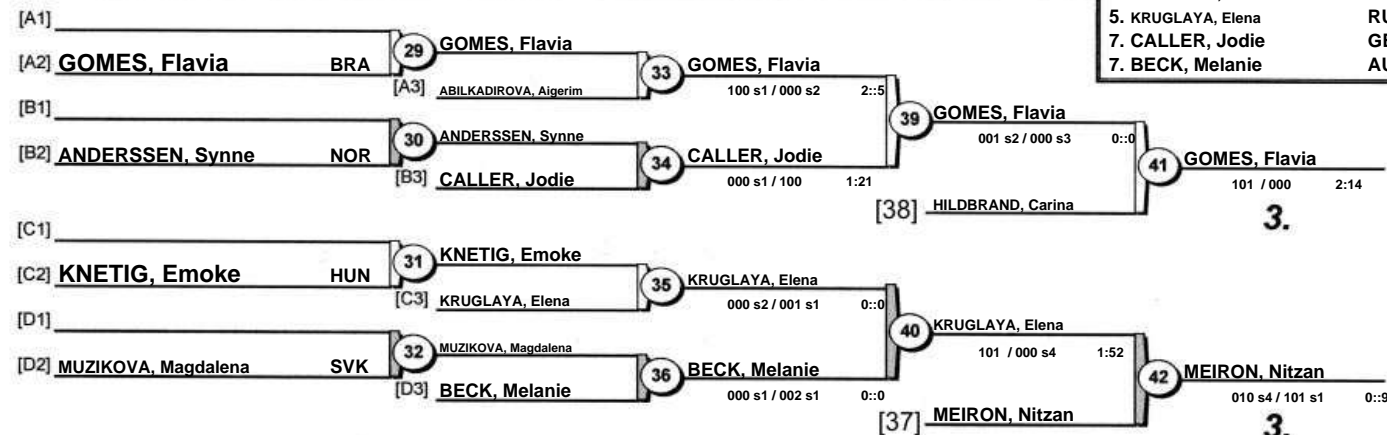 5. KRUGLAYA, Elena RU
7. CALLER, Jodie GE
7. BECK, Melanie AU
[A1]
[A2] GOMES, Flavia BRA
29
GOMES, Flavia
[A3] ABILKADIROVA, Aigerim
33
GOMES, Flavia
100 s1 / 000 s2 2::5
[B1]
[B2] ANDERSSEN, Synne NOR
30
ANDERSSEN, Synne
[B3] CALLER, Jodie
34
CALLER, Jodie
000 s1 / 100 1:21
39
GOMES, Flavia
001 s2 / 000 s3 0::0
[38] HILDBRAND, Carina
41
GOMES, Flavia
101 / 000 2:14
3.
[C1]
[C2] KNETIG, Emoke HUN
31
KNETIG, Emoke
[C3] KRUGLAYA, Elena
35
KRUGLAYA, Elena
000 s2 / 001 s1 0::0
[D1]
[D2] MUZIKOVA, Magdalena SVK
32
MUZIKOVA, Magdalena
[D3] BECK, Melanie
36
BECK, Melanie
000 s1 / 002 s1 0::0
40
KRUGLAYA, Elena
101 / 000 s4 1:52
[37] MEIRON, Nitzan
42
MEIRON, Nitzan
010 s4 / 101 s1 0::9
3.